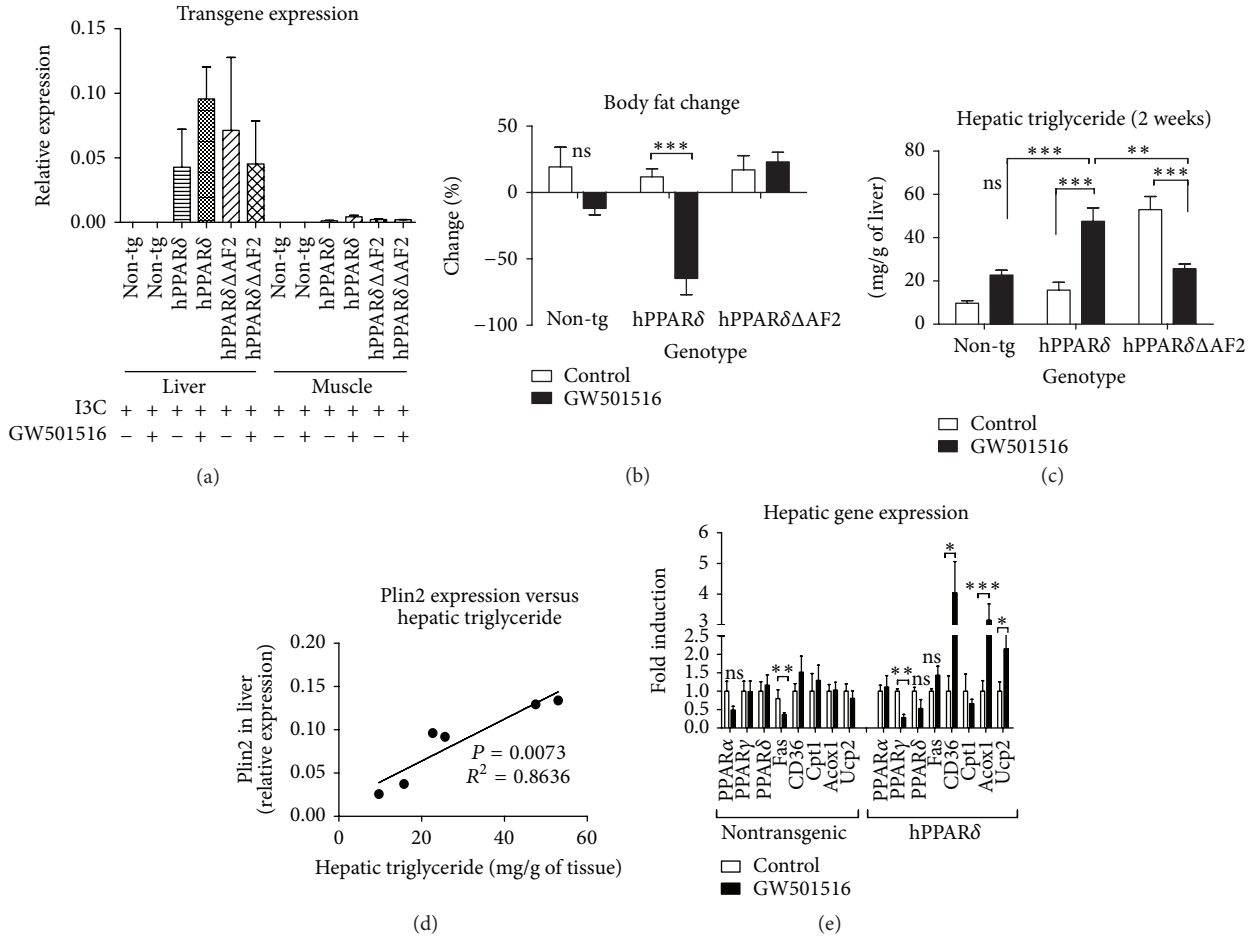 Transgene expression
Relative expression
0.15
0.10
0.05
0.00
Non-tg
Non-tg
hPPARδ
hPPARδ
hPPARδΔAF2
hPPARδΔAF2
Non-tg
Non-tg
hPPARδ
hPPARδ
hPPARδΔAF2
hPPARδΔAF2
Liver
Muscle
I3C + + + + + + + + + + + +
GW501516 − + − + − + − + − + − +
(a)
Body fat change
Change (%)
50
0
−50
−100
ns
***
Non-tg hPPARδ hPPARδΔAF2
Genotype
Control
GW501516
(b)
Hepatic triglyceride (2 weeks)
(mg/g of liver)
80
60
40
20
0
*** **
ns *** ***
Non-tg hPPARδ hPPARδΔAF2
Genotype
Control
GW501516
(c)
Plin2 expression versus
hepatic triglyceride
Plin2 in liver
(relative expression)
0.20
0.15
0.10
0.05
0.00
P = 0.0073
R² = 0.8636
0 20 40 60
Hepatic triglyceride (mg/g of tissue)
(d)
Hepatic gene expression
Fold induction
6
5
4
3
2.5
2.0
1.5
1.0
0.5
0.0
ns
**
**
ns
ns
*
***
*
PPARα
PPARγ
PPARδ
Fas
CD36
Cpt1
Acox1
Ucp2
PPARα
PPARγ
PPARδ
Fas
CD36
Cpt1
Acox1
Ucp2
Nontransgenic
hPPARδ
Control
GW501516
(e)